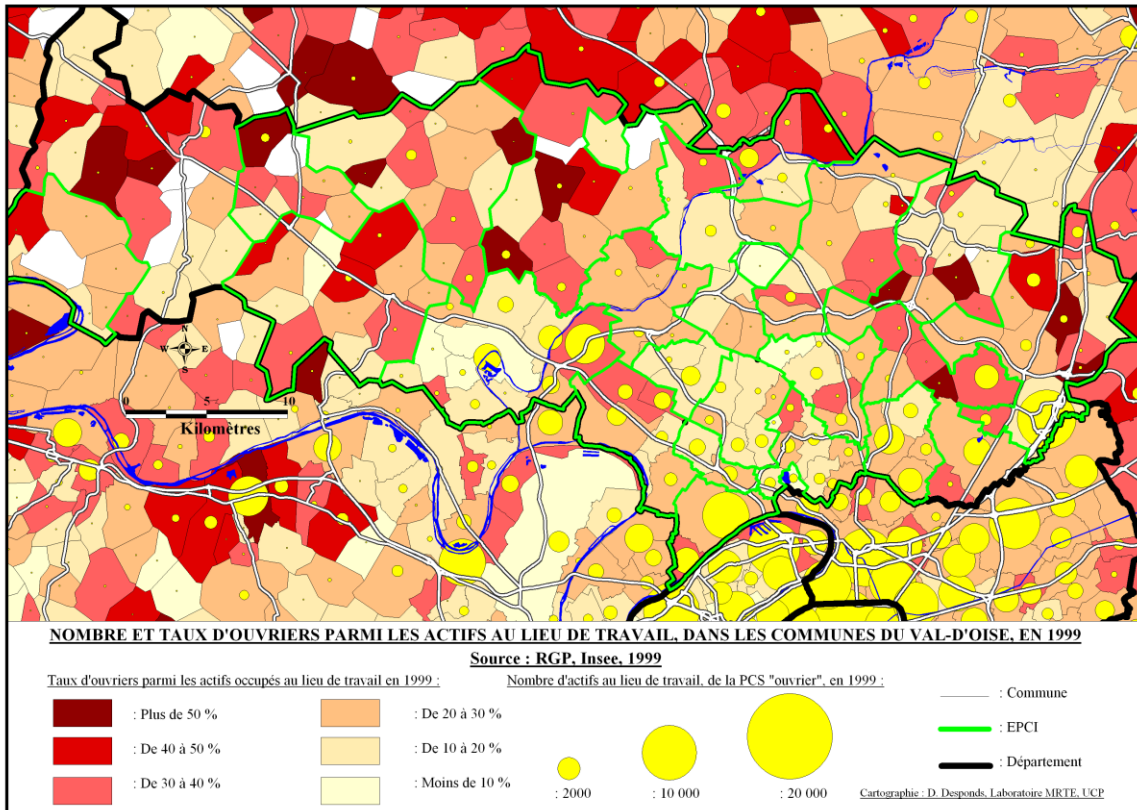 N
W E
S
0 5 10
Kilomètres
NOMBRE ET TAUX D'OUVRIERS PARMI LES ACTIFS AU LIEU DE TRAVAIL, DANS LES COMMUNES DU VAL-D'OISE, EN 1999
Source : RGP, Insee, 1999
Taux d'ouvriers parmi les actifs occupés au lieu de travail en 1999 :
: Plus de 50 %
: De 40 à 50 %
: De 30 à 40 %
: De 20 à 30 %
: De 10 à 20 %
: Moins de 10 %
Nombre d'actifs au lieu de travail, de la PCS "ouvrier", en 1999 :
: 2000 : 10 000 : 20 000
: Commune
: EPCI
: Département
Cartographie : D. Desponds, Laboratoire MRTE, UCP